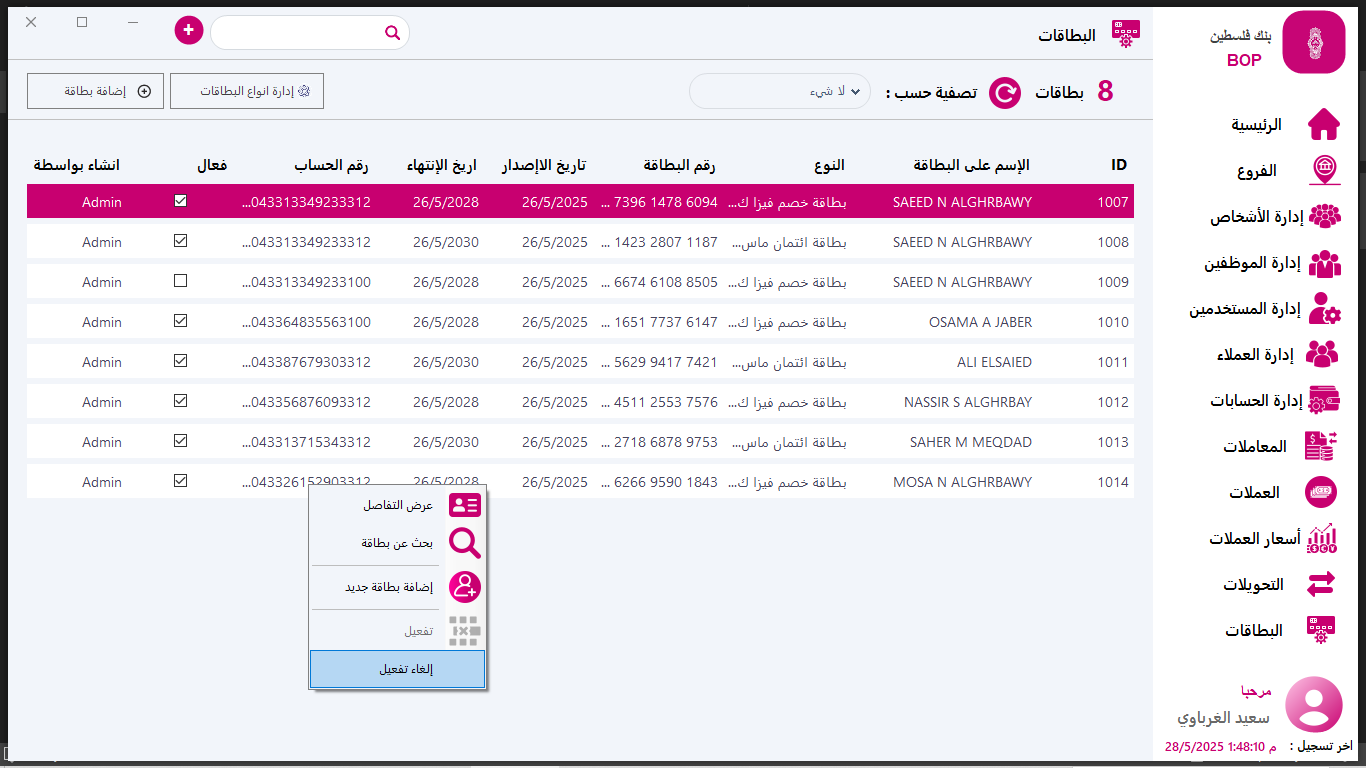 بنك فلسطين
BOP
البطاقات
8 بطاقات
تصفية حسب :
لا شيء
إدارة انواع البطاقات
إضافة بطاقة
ID الإسم على البطاقة النوع رقم البطاقة تاريخ الاإصدار اريخ الإنتهاء رقم الحساب فعال انشاء بواسطة
1007 SAEED N ALGHRBAWY بطاقة خصم فيزا ك... 7396 1478 6094 ... 26/5/2025 26/5/2028 043313349233312... Admin
1008 SAEED N ALGHRBAWY بطاقة ائتمان ماس... 1423 2807 1187 ... 26/5/2025 26/5/2030 043313349233312... Admin
1009 SAEED N ALGHRBAWY بطاقة خصم فيزا ك... 6674 6108 8505 ... 26/5/2025 26/5/2028 043313349233100... Admin
1010 OSAMA A JABER بطاقة خصم فيزا ك... 1651 7737 6147 ... 26/5/2025 26/5/2028 043364835563100... Admin
1011 ALI ELSAIED بطاقة ائتمان ماس... 5629 9417 7421 ... 26/5/2025 26/5/2030 043387679303312... Admin
1012 NASSIR S ALGHRBAY بطاقة خصم فيزا ك... 4511 2553 7576 ... 26/5/2025 26/5/2028 043356876093312... Admin
1013 SAHER M MEQDAD بطاقة ائتمان ماس... 2718 6878 9753 ... 26/5/2025 26/5/2030 043313715343312... Admin
1014 MOSA N ALGHRBAWY بطاقة خصم فيزا ك... 6266 9590 1843 ... 26/5/2025 26/5/2028 043326152903312... Admin
عرض التفاصل
بحث عن بطاقة
إضافة بطاقة جديد
تفعيل
إلغاء تفعيل
الرئيسية
الفروع
إدارة الأشخاص
إدارة الموظفين
إدارة المستخدمين
إدارة العملاء
إدارة الحسابات
المعاملات
العملات
أسعار العملات
التحويلات
البطاقات
مرحبا
سعيد الغرباوي
اخر تسجيل : 28/5/2025 1:48:10 م